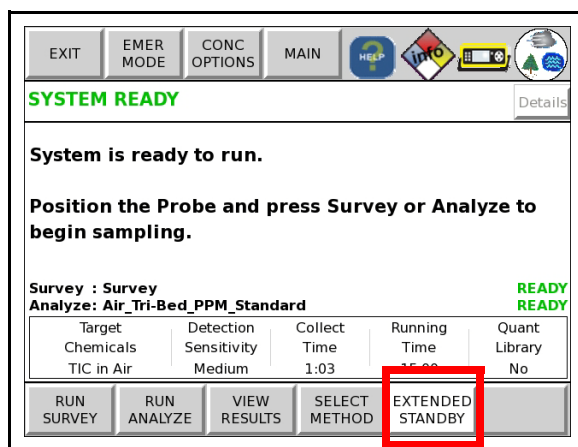 EXIT
EMER
MODE
CONC
OPTIONS
MAIN
HELP
info
SYSTEM READY
Details
System is ready to run.
Position the Probe and press Survey or Analyze to
begin sampling.
Survey : Survey READY
Analyze: Air_Tri-Bed_PPM_Standard READY
Target Detection Collect Running Quant
Chemicals Sensitivity Time Time Library
TIC in Air Medium 1:03 No
RUN
SURVEY
RUN
ANALYZE
VIEW
RESULTS
SELECT
METHOD
EXTENDED
STANDBY